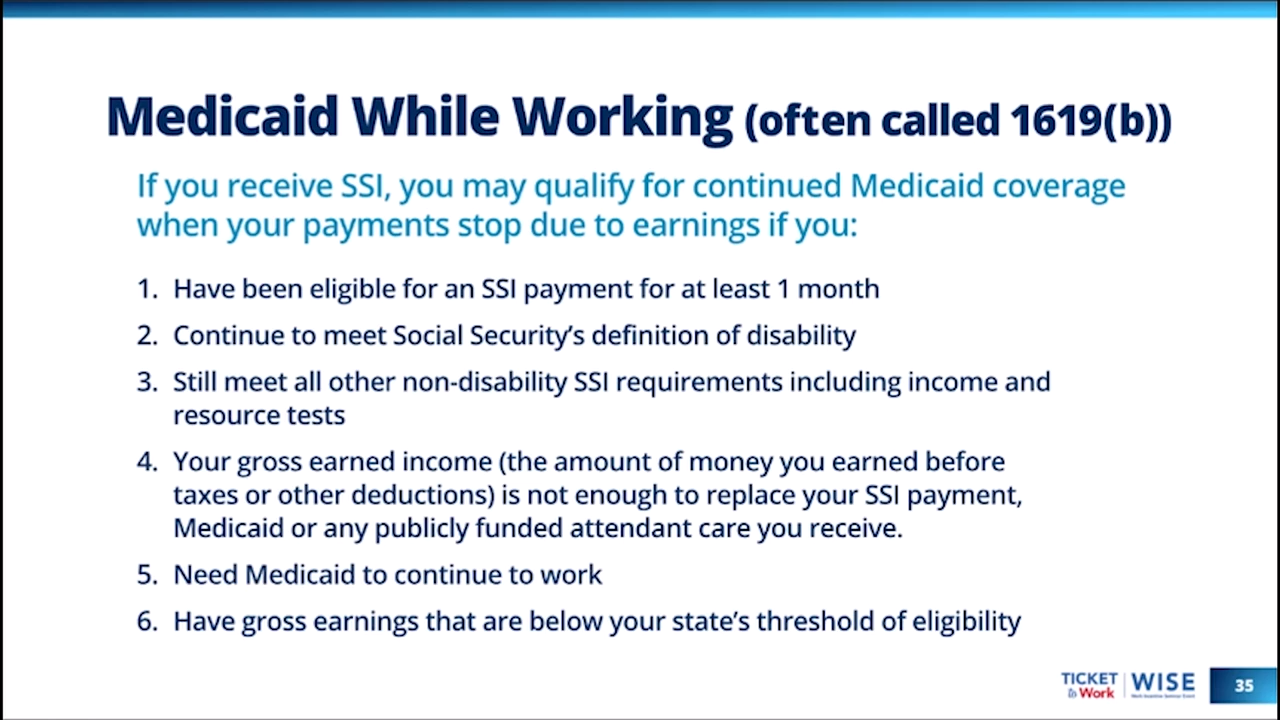 Medicaid While Working (often called 1619(b))
If you receive SSI, you may qualify for continued Medicaid coverage
when your payments stop due to earnings if you:
1. Have been eligible for an SSI payment for at least 1 month
2. Continue to meet Social Security's definition of disability
3. Still meet all other non-disability SSI requirements including income and
resource tests
4. Your gross earned income (the amount of money you earned before
taxes or other deductions) is not enough to replace your SSI payment,
Medicaid or any publicly funded attendant care you receive.
5. Need Medicaid to continue to work
6. Have gross earnings that are below your state's threshold of eligibility
TICKET
to Work
WISE
Work Incentive Seminar Event
35